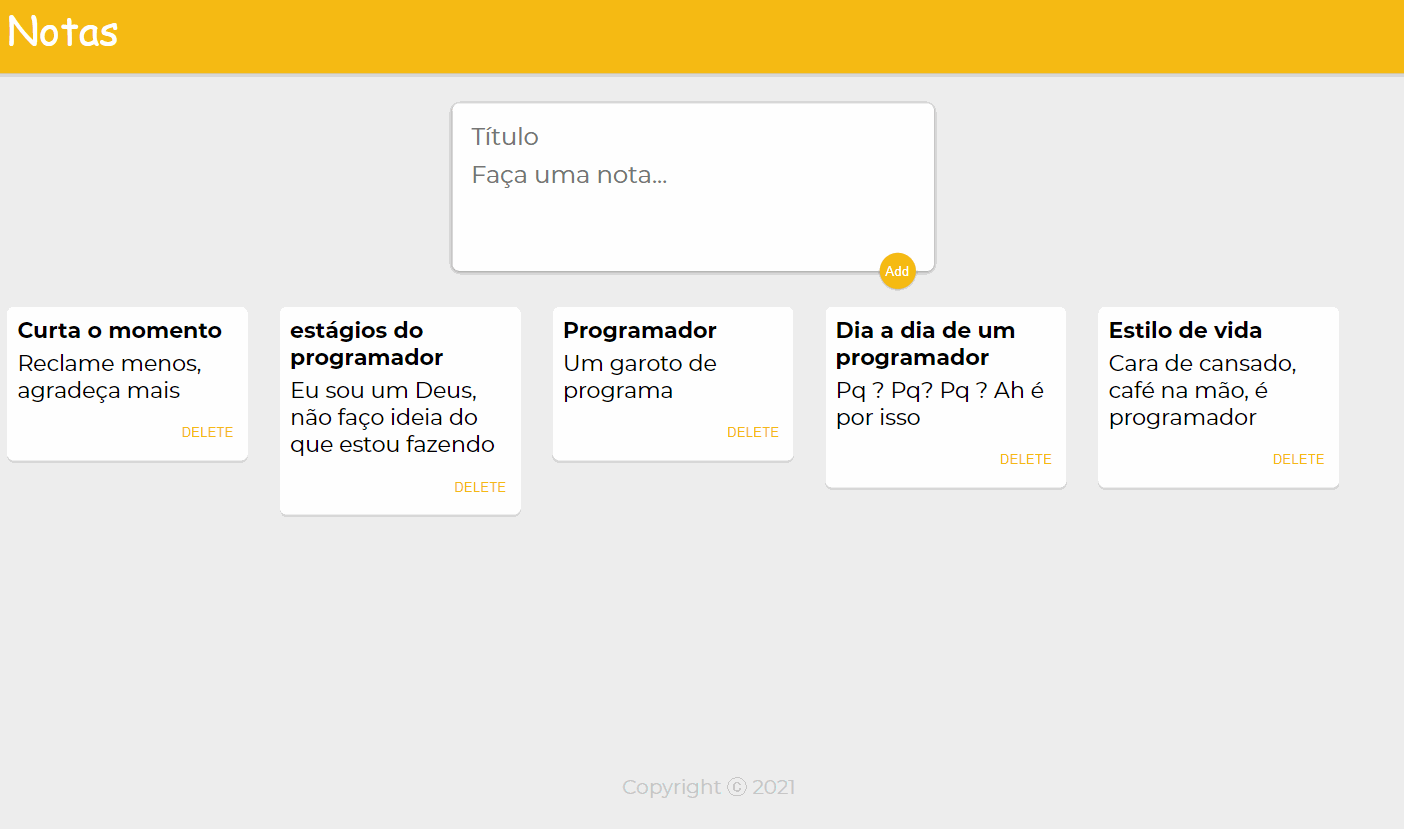 Notas
Título
Faça uma nota...
Add
Curta o momento
Reclame menos,
agradeça mais
DELETE
estágios do
programador
Eu sou um Deus,
não faço ideia do
que estou fazendo
DELETE
Programador
Um garoto de
programa
DELETE
Dia a dia de um
programador
Pq ? Pq? Pq ? Ah é
por isso
DELETE
Estilo de vida
Cara de cansado,
café na mão, é
programador
DELETE
Copyright ⓒ 2021